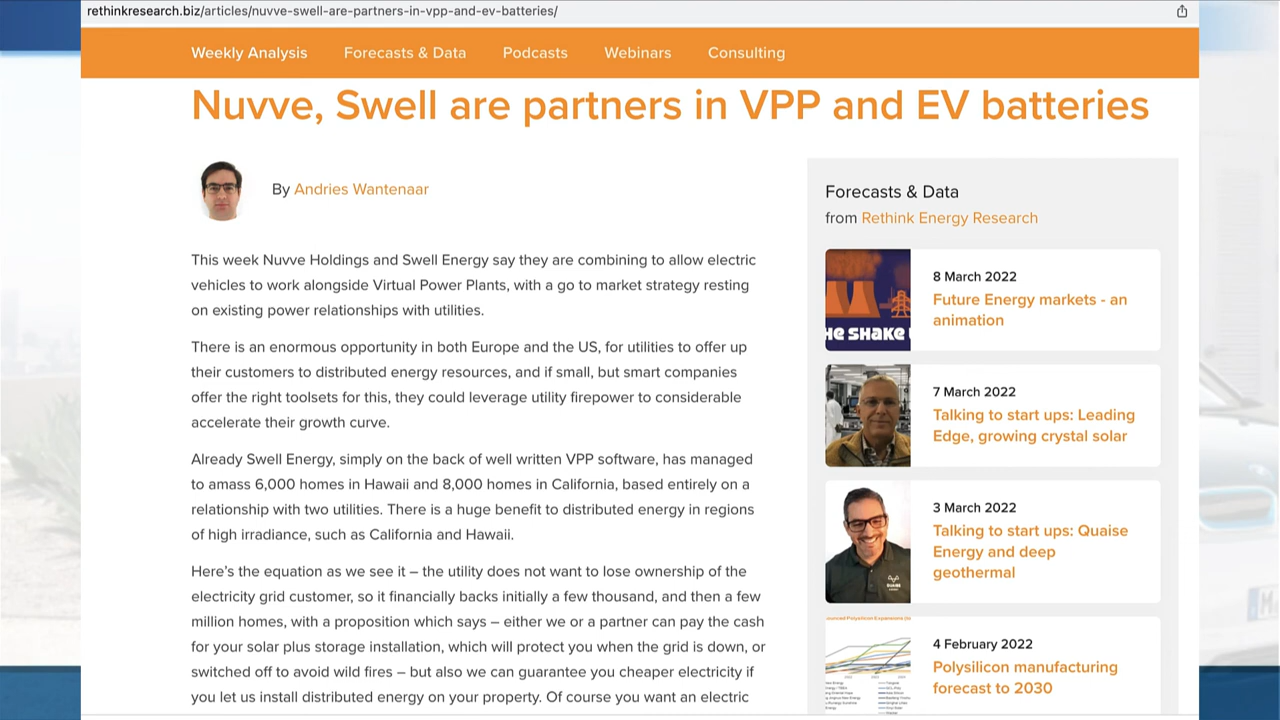 rethinkresearch.biz/articles/nuvve-swell-are-partners-in-vpp-and-ev-batteries/
Weekly Analysis Forecasts & Data Podcasts Webinars Consulting
Nuvve, Swell are partners in VPP and EV batteries
By Andries Wantenaar
This week Nuvve Holdings and Swell Energy say they are combining to allow electric
vehicles to work alongside Virtual Power Plants, with a go to market strategy resting
on existing power relationships with utilities.
There is an enormous opportunity in both Europe and the US, for utilities to offer up
their customers to distributed energy resources, and if small, but smart companies
offer the right toolsets for this, they could leverage utility firepower to considerable
accelerate their growth curve.
Already Swell Energy, simply on the back of well written VPP software, has managed
to amass 6,000 homes in Hawaii and 8,000 homes in California, based entirely on a
relationship with two utilities. There is a huge benefit to distributed energy in regions
of high irradiance, such as California and Hawaii.
Here's the equation as we see it – the utility does not want to lose ownership of the
electricity grid customer, so it financially backs initially a few thousand, and then a few
million homes, with a proposition which says – either we or a partner can pay the cash
for your solar plus storage installation, which will protect you when the grid is down, or
switched off to avoid wild fires – but also we can guarantee you cheaper electricity if
you let us install distributed energy on your property. Of course you want an electric
Forecasts & Data
from Rethink Energy Research
HE SHAKE
8 March 2022
Future Energy markets - an
animation
7 March 2022
Talking to start ups: Leading
Edge, growing crystal solar
3 March 2022
Talking to start ups: Quaise
Energy and deep
geothermal
4 February 2022
Polysilicon manufacturing
forecast to 2030